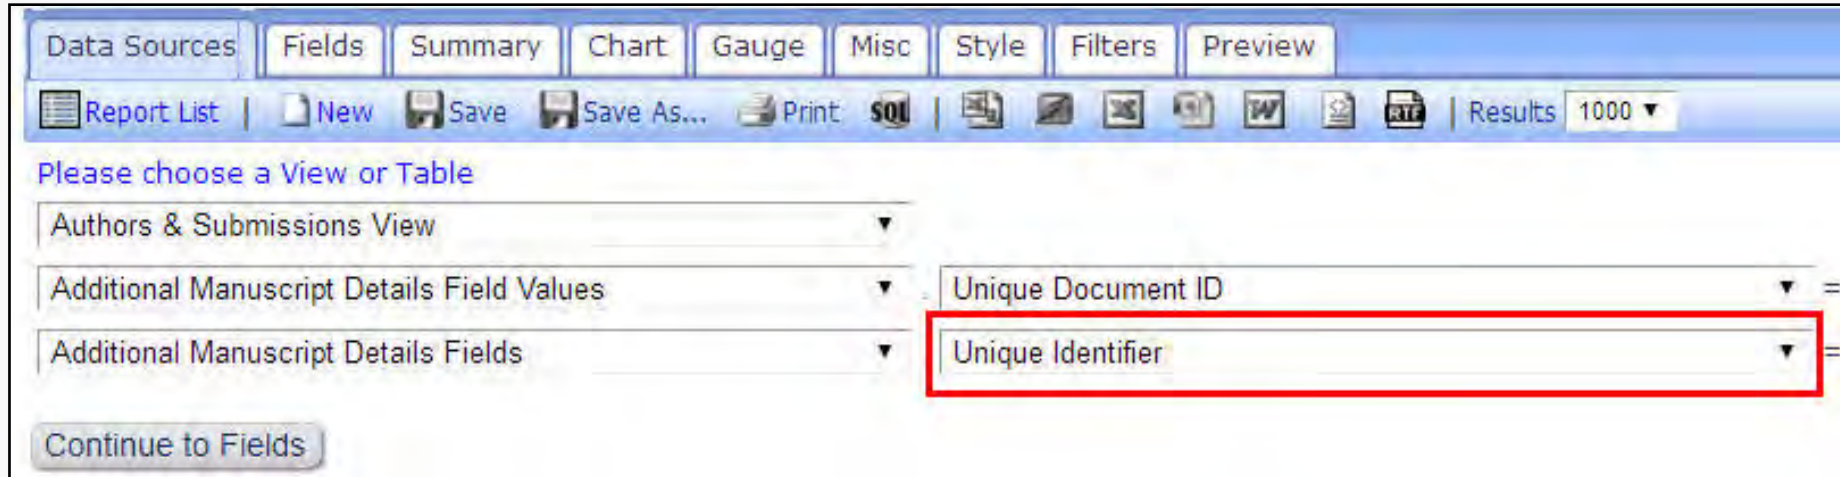 Data Sources Fields Summary Chart Gauge Misc Style Filters Preview
Report List | New Save Save As... Print SQL | W RTF | Results 1000
Please choose a View or Table
Authors & Submissions View
Additional Manuscript Details Field Values Unique Document ID =
Additional Manuscript Details Fields Unique Identifier =
Continue to Fields